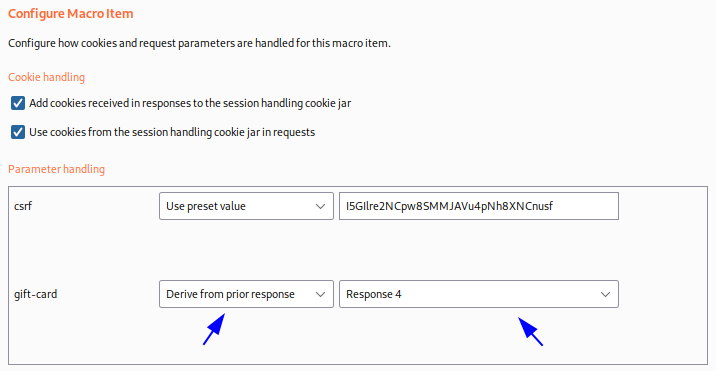 Configure Macro Item
Configure how cookies and request parameters are handled for this macro item.
Cookie handling
Add cookies received in responses to the session handling cookie jar
Use cookies from the session handling cookie jar in requests
Parameter handling
csrf Use preset value I5GIlre2NCpw8SMMJAVu4pNh8XNCnusf
gift-card Derive from prior response Response 4